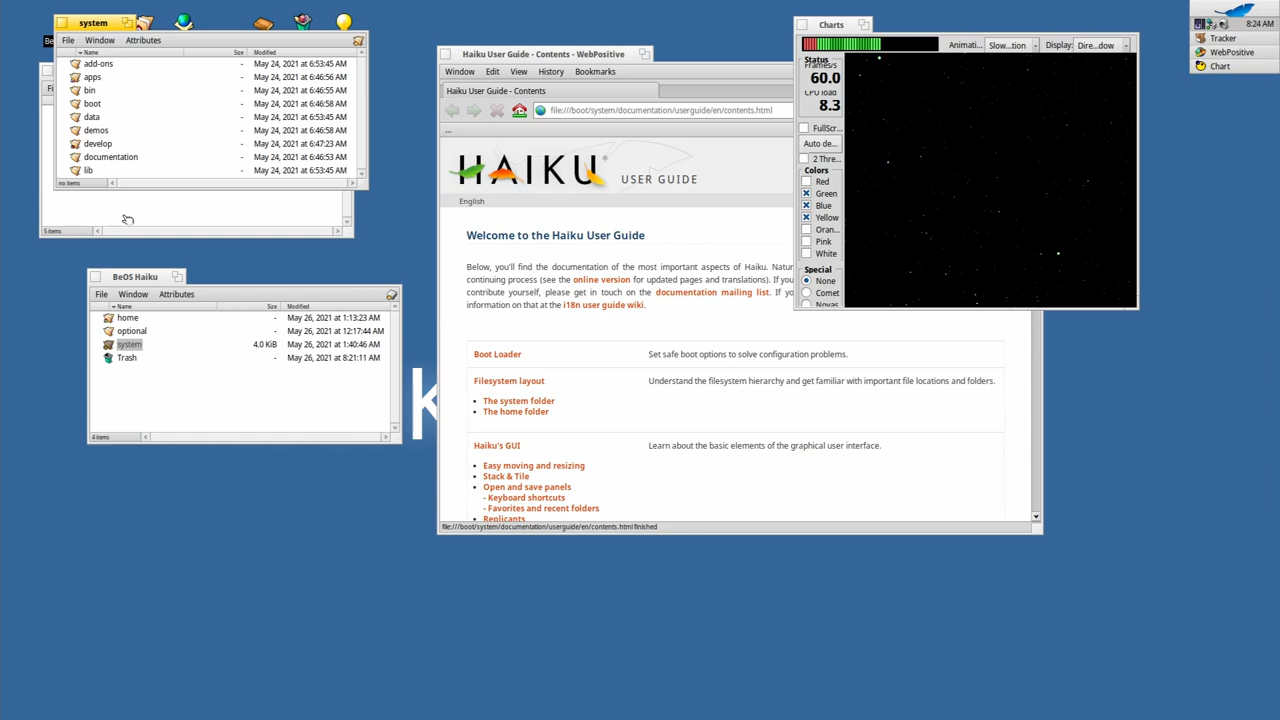 system
File Window Attributes
Name Size Modified
add-ons - May 24, 2021 at 6:53:45 AM
apps - May 24, 2021 at 6:46:56 AM
bin - May 24, 2021 at 6:46:55 AM
boot - May 24, 2021 at 6:46:58 AM
data - May 24, 2021 at 6:53:45 AM
demos - May 24, 2021 at 6:46:58 AM
develop - May 24, 2021 at 6:47:23 AM
documentation - May 24, 2021 at 6:46:53 AM
lib - May 24, 2021 at 6:53:45 AM
no items
5 items
BeOS Haiku
File Window Attributes
Name Size Modified
home - May 26, 2021 at 1:13:23 AM
optional - May 26, 2021 at 12:17:44 AM
system 4.0 KiB May 26, 2021 at 1:40:46 AM
Trash - May 26, 2021 at 8:21:11 AM
4 items
Haiku User Guide - Contents - WebPositive
Window Edit View History Bookmarks
Haiku User Guide - Contents
file:///boot/system/documentation/userguide/en/contents.html
...
HAIKU® USER GUIDE
English
Welcome to the Haiku User Guide
Below, you'll find the documentation of the most important aspects of Haiku. Natur
continuing process (see the online version for updated pages and translations). If you
contribute yourself, please get in touch on the documentation mailing list. If yo
information on that at the i18n user guide wiki.
Boot Loader Set safe boot options to solve configuration problems.
Filesystem layout Understand the filesystem hierarchy and get familiar with important file locations and folders.
• The system folder
• The home folder
Haiku's GUI Learn about the basic elements of the graphical user interface.
• Easy moving and resizing
• Stack & Tile
• Open and save panels
- Keyboard shortcuts
- Favorites and recent folders
• Replicants
file:///boot/system/documentation/userguide/en/contents.html finished
Charts
Animati.. Slow...tion Display: Dire...dow
Status
Frames/s
60.0
CPU load
8.3
FullScr..
Auto de...
2 Thre...
Colors
Red
Green
Blue
Yellow
Oran...
Pink
White
Special
None
Comet
Novas
8:24 AM
Tracker
WebPositive
Chart